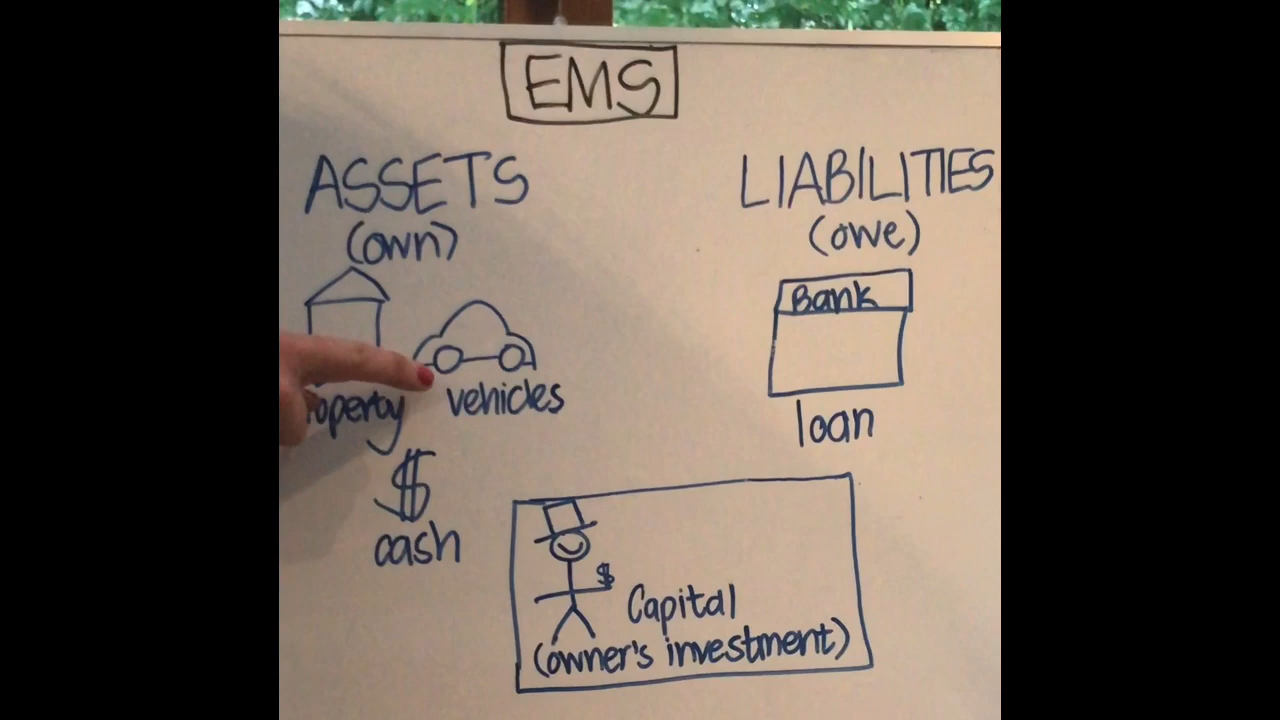 EMS
ASSETS
(own)
vehicles
$
cash
LIABILITIES
(owe)
Bank
loan
$
Capital
(owner's investment)